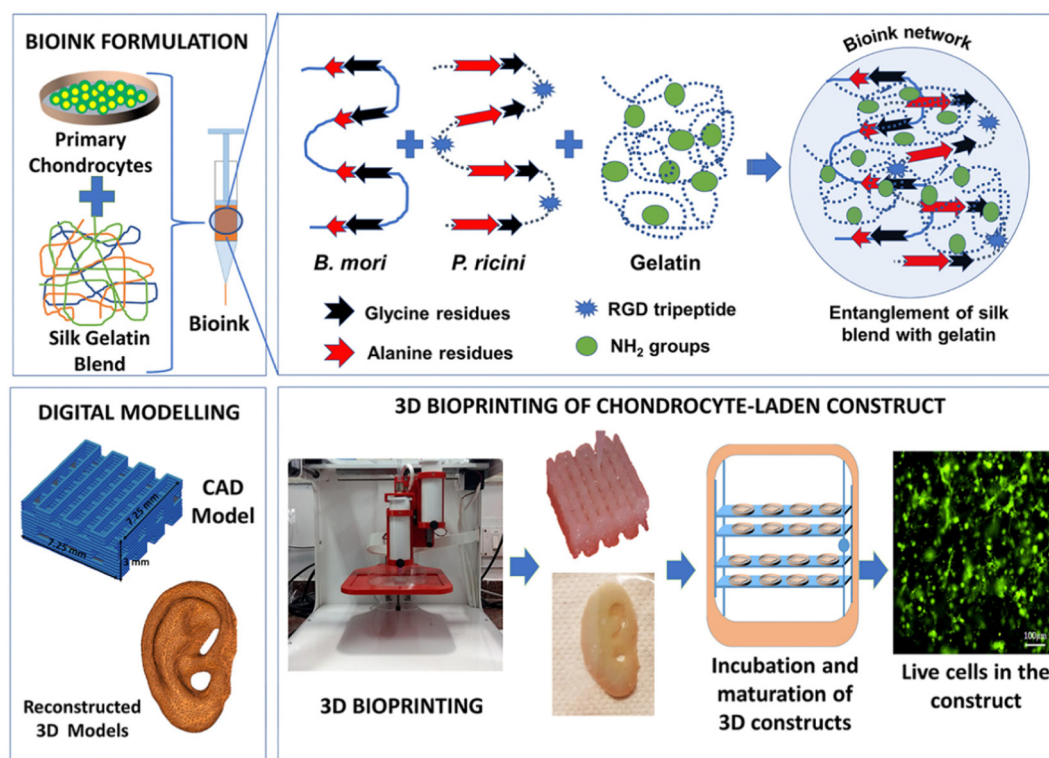 BIOINK FORMULATION
Primary
Chondrocytes
Silk Gelatin
Blend
Bioink
B. mori
P. ricini
Gelatin
Glycine residues
Alanine residues
RGD tripeptide
NH₂ groups
Bioink network
Entanglement of silk
blend with gelatin
DIGITAL MODELLING
CAD
Model
7.25 mm
7.25 mm
3 mm
Reconstructed
3D Models
3D BIOPRINTING OF CHONDROCYTE-LADEN CONSTRUCT
3D BIOPRINTING
Incubation and
maturation of
3D constructs
100µm
Live cells in the
construct